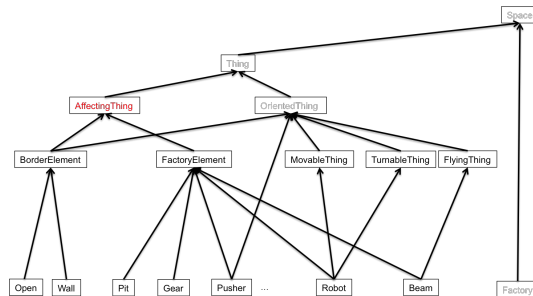 Space
Thing
AffectingThing
OrientedThing
BorderElement
FactoryElement
MovableThing
TurnableThing
FlyingThing
Open
Wall
Pit
Gear
Pusher
...
Robot
Beam
Factory